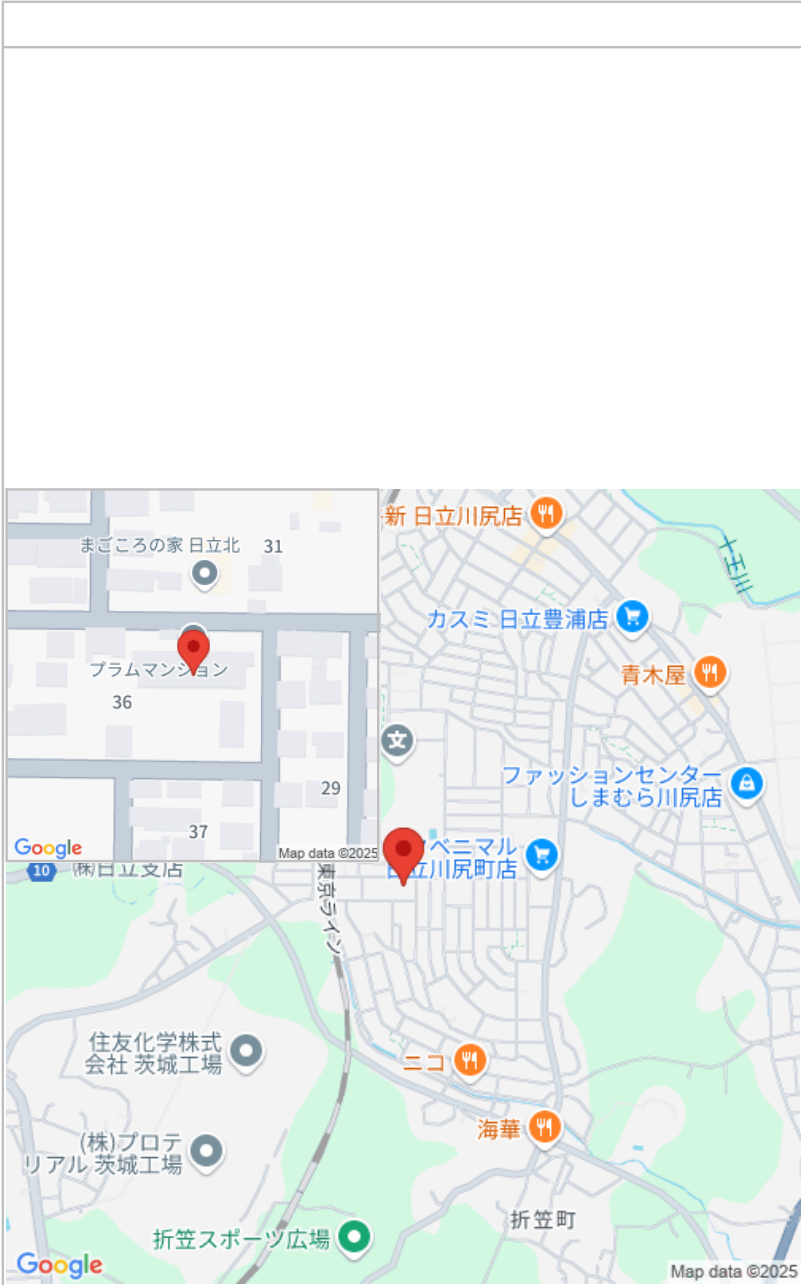 まごころの家 日立北
31
プラムマンション
36
29
37
Google
Map data ©2025
新 日立川尻店
十王川
カスミ 日立豊浦店
青木屋
文
ファッションセンター
しまむら川尻店
ベニマル
日立川尻町店
10
(株)日立支店
東京ライン
住友化学株式
会社 茨城工場
ニコ
海華
(株)プロテ
リアル 茨城工場
折笠町
折笠スポーツ広場
Google
Map data ©2025